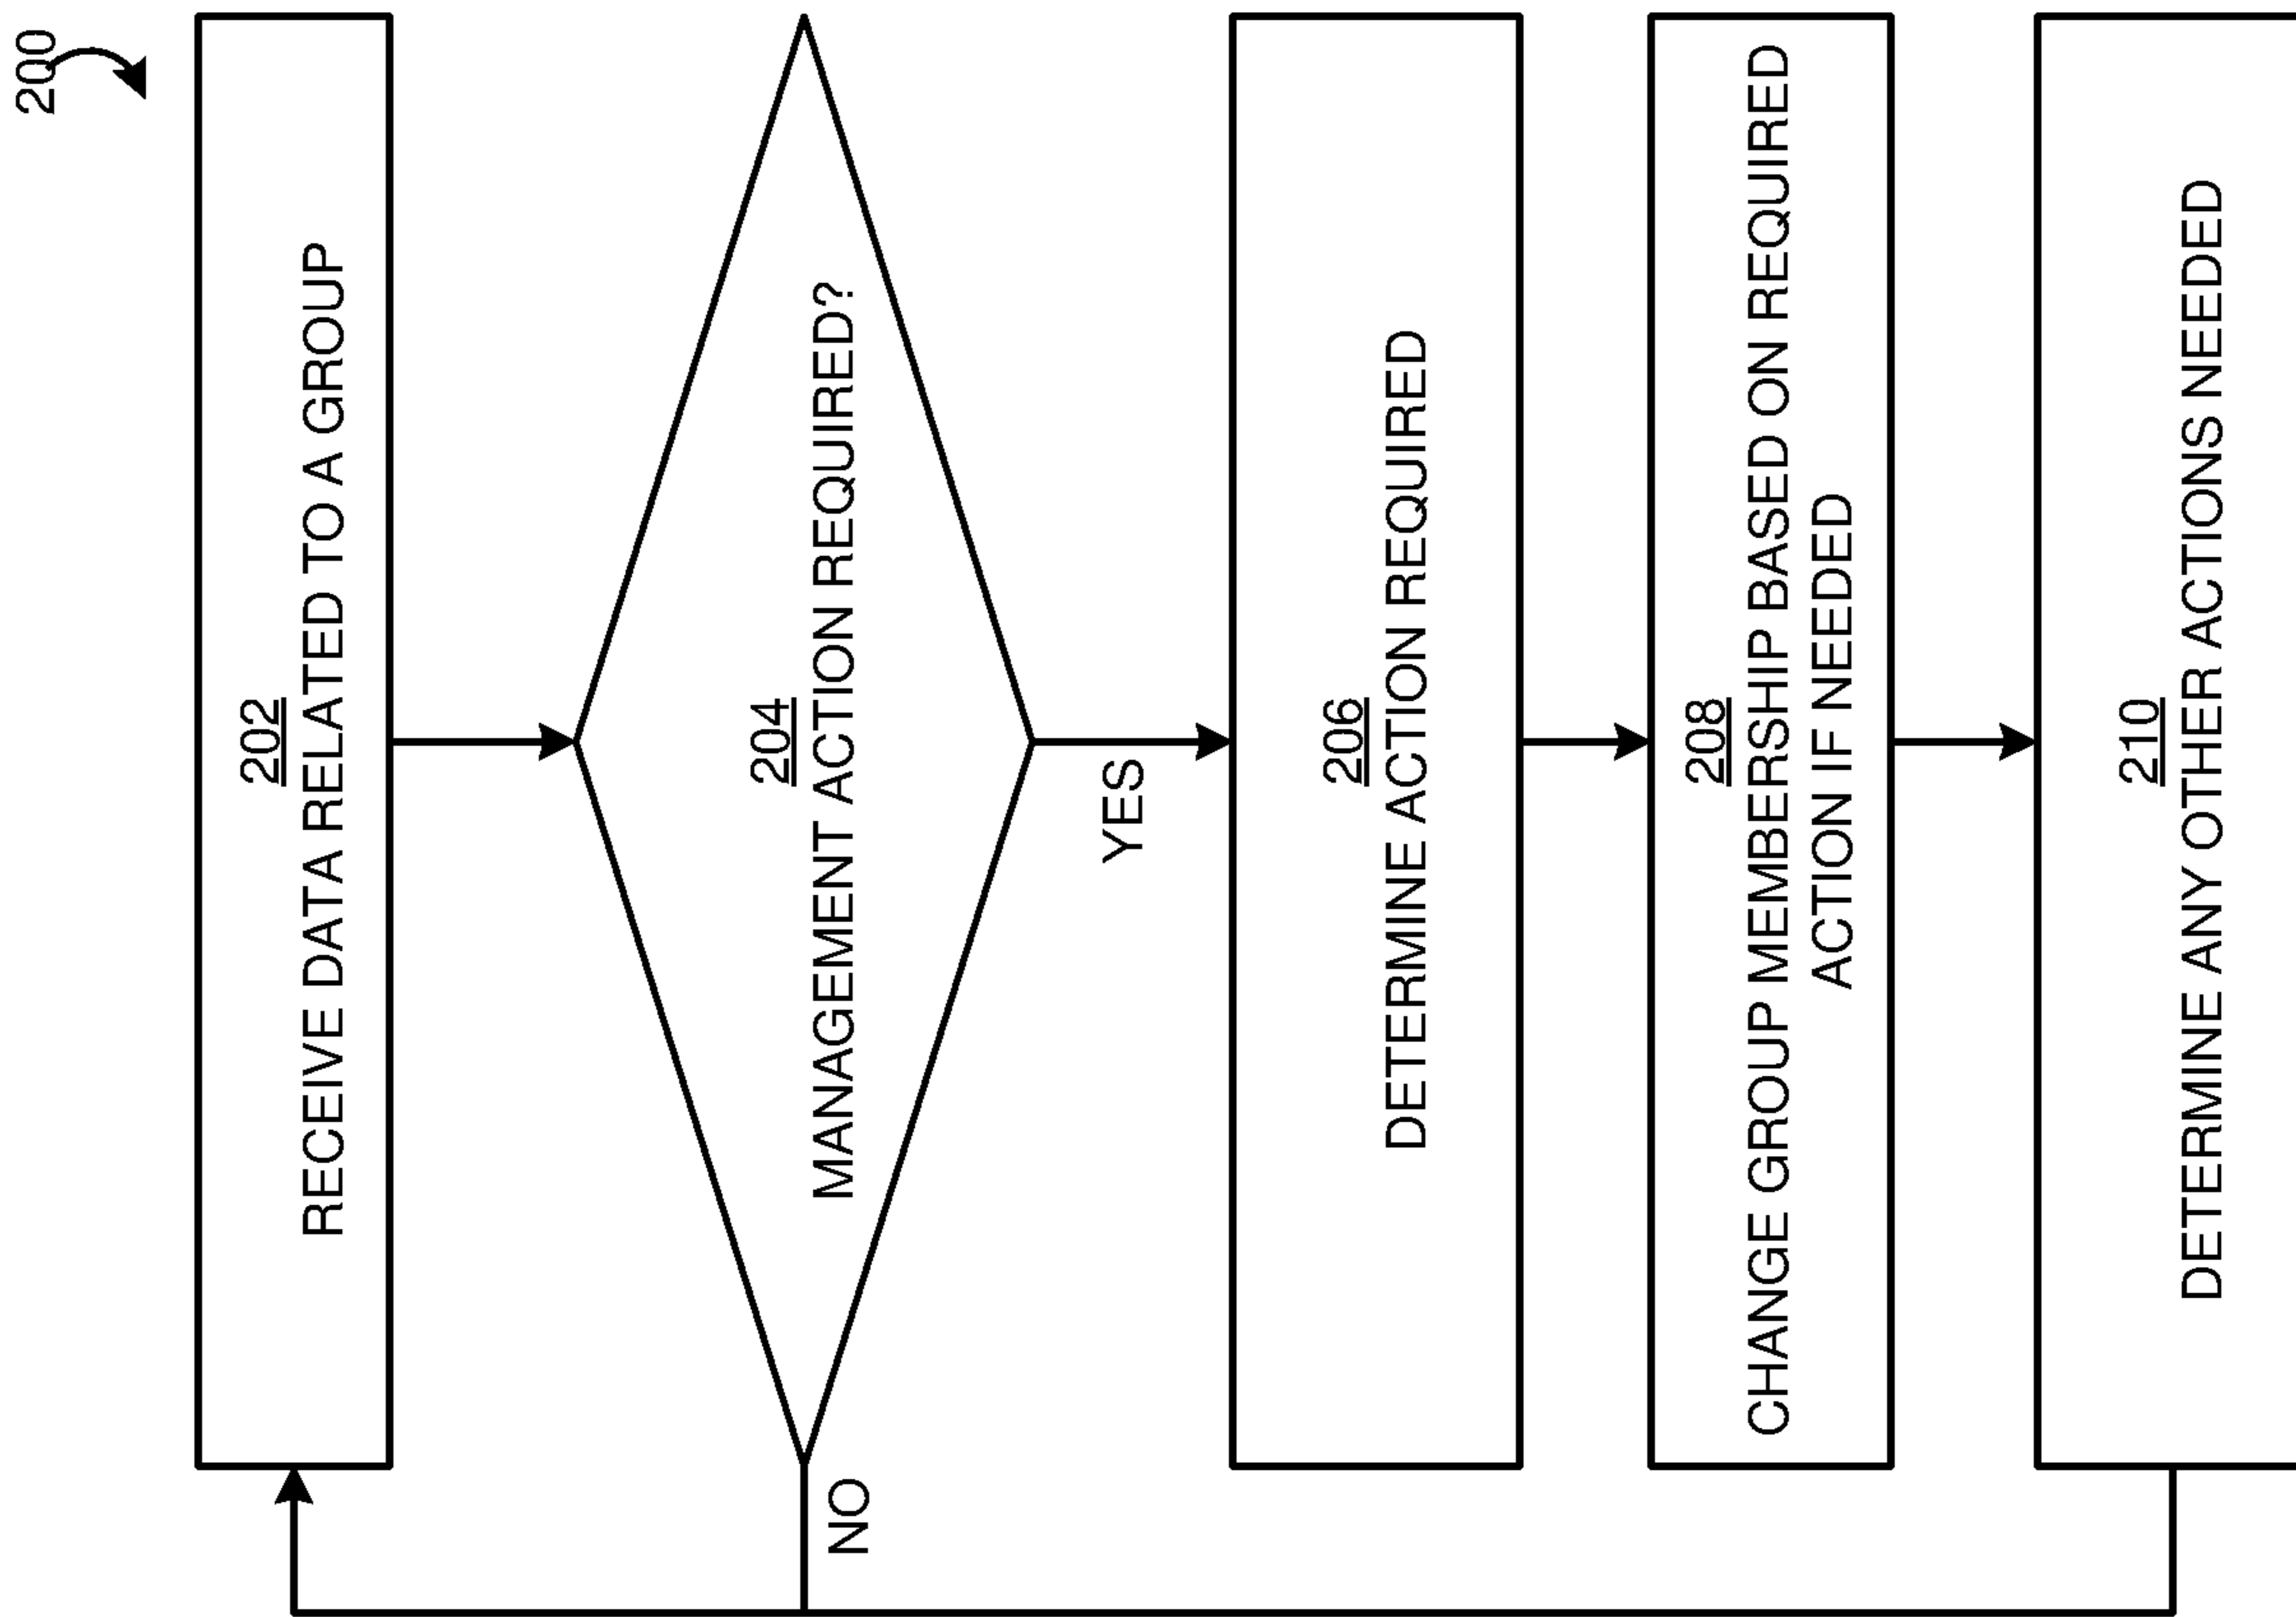 200
202
RECEIVE DATA RELATED TO A GROUP
204
MANAGEMENT ACTION REQUIRED?
NO
YES
206
DETERMINE ACTION REQUIRED
208
CHANGE GROUP MEMBERSHIP BASED ON REQUIRED
ACTION IF NEEDED
210
DETERMINE ANY OTHER ACTIONS NEEDED